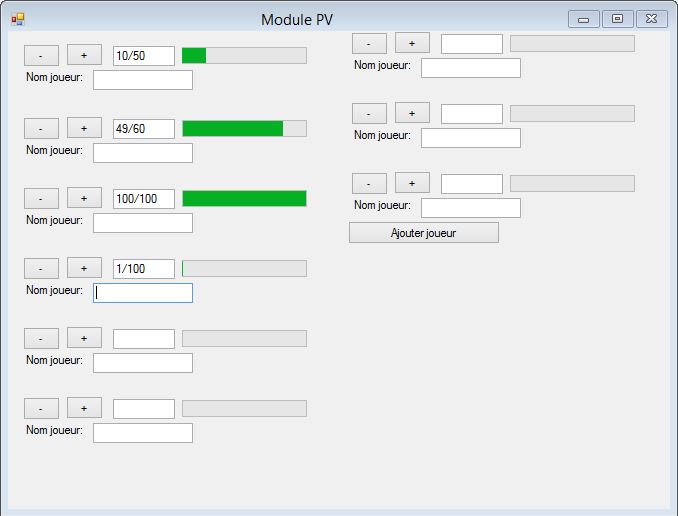 Module PV
- + 10/50
Nom joueur:
- + 49/60
Nom joueur:
- + 100/100
Nom joueur:
- + 1/100
Nom joueur:
- +
Nom joueur:
- +
Nom joueur:
- +
Nom joueur:
- +
Nom joueur:
- +
Nom joueur:
Ajouter joueur